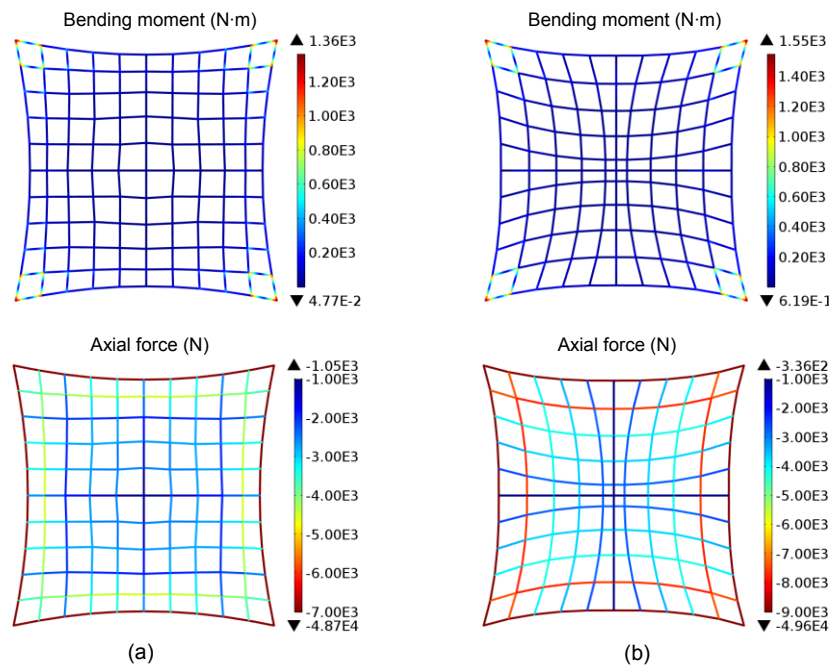 Bending moment (N·m)
▲ 1.36E3
1.20E3
1.00E3
0.80E3
0.60E3
0.40E3
0.20E3
▼ 4.77E-2
Bending moment (N·m)
▲ 1.55E3
1.40E3
1.20E3
1.00E3
0.80E3
0.60E3
0.40E3
0.20E3
▼ 6.19E-1
Axial force (N)
▲ -1.05E3
-1.00E3
-2.00E3
-3.00E3
-4.00E3
-5.00E3
-6.00E3
-7.00E3
▼ -4.87E4
(a)
Axial force (N)
▲ -3.36E2
-1.00E3
-2.00E3
-3.00E3
-4.00E3
-5.00E3
-6.00E3
-7.00E3
-8.00E3
-9.00E3
▼ -4.96E4
(b)